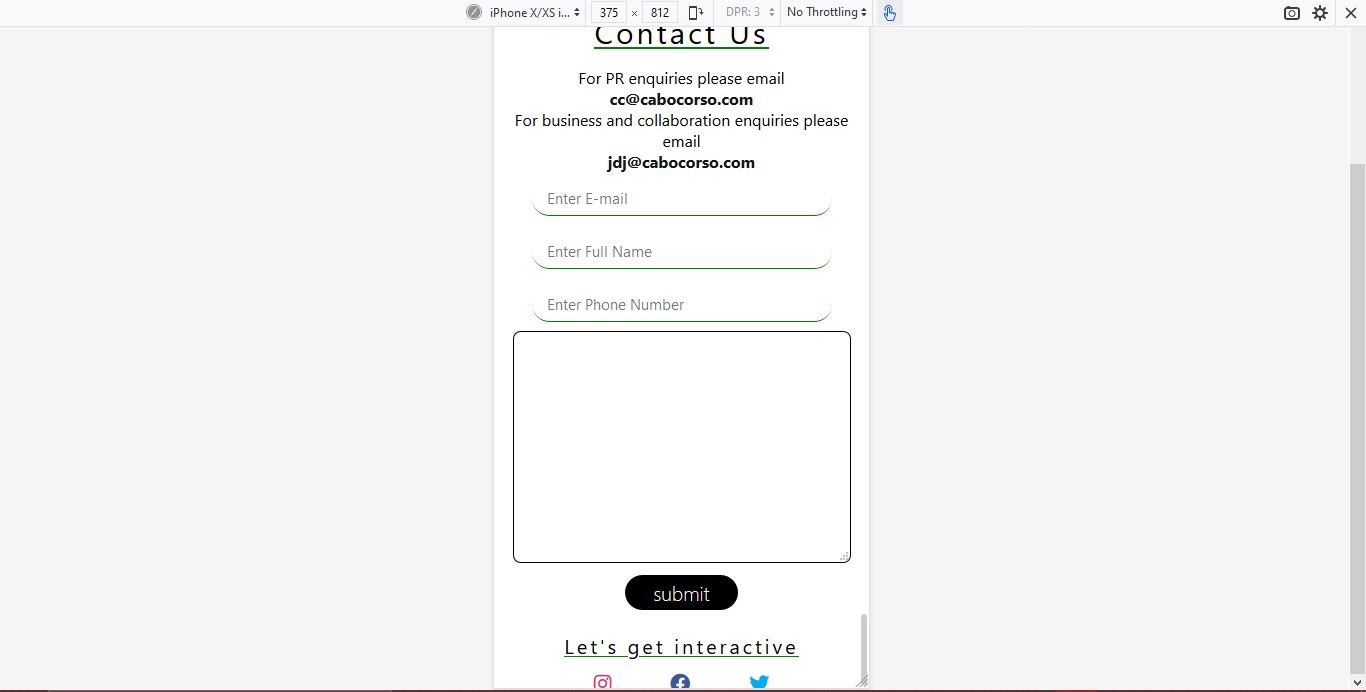 iPhone X/XS i... 375 × 812 DPR: 3 No Throttling
Contact Us
For PR enquiries please email
cc@cabocorso.com
For business and collaboration enquiries please
email
jdj@cabocorso.com
Enter E-mail
Enter Full Name
Enter Phone Number
submit
Let's get interactive